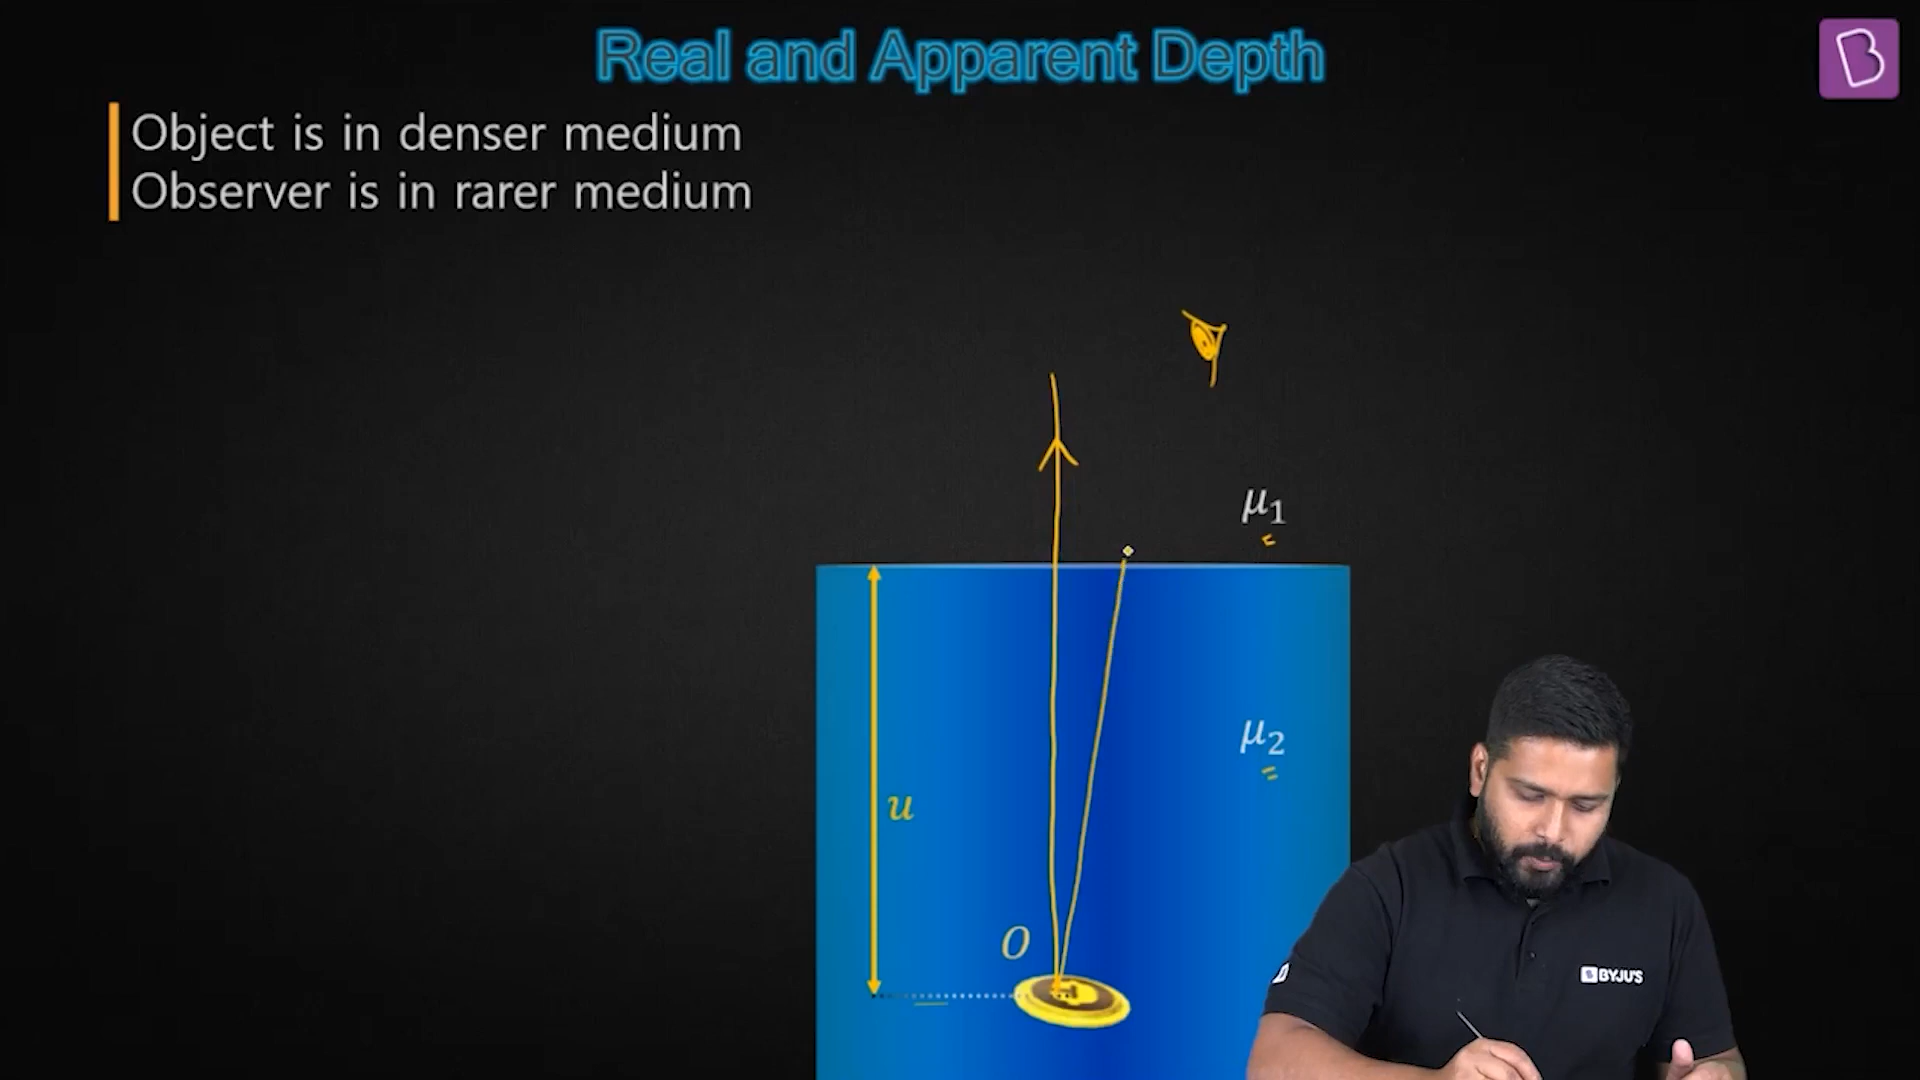 Real and Apparent Depth
B
Object is in denser medium
Observer is in rarer medium
μ₁
μ₂
u
O
BYJU'S